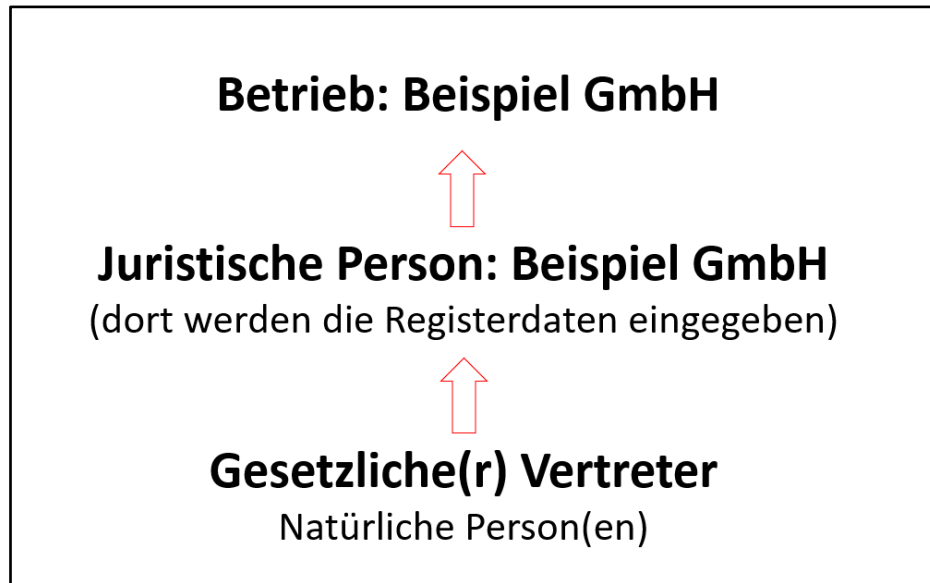 Betrieb: Beispiel GmbH
Juristische Person: Beispiel GmbH
(dort werden die Registerdaten eingegeben)
Gesetzliche(r) Vertreter
Natürliche Person(en)